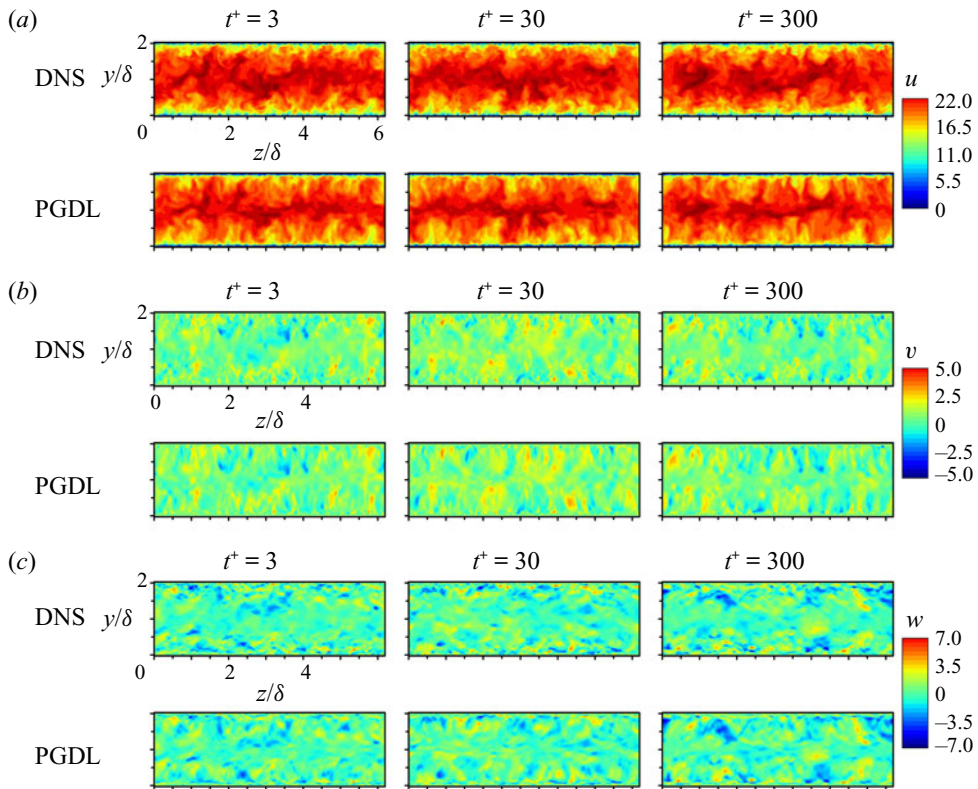 (a) t⁺ = 3 t⁺ = 30 t⁺ = 300
2
DNS y/δ
u
22.0
16.5
11.0
5.0
0
0 2 4 6
z/δ
PGDL
(b) t⁺ = 3 t⁺ = 30 t⁺ = 300
2
DNS y/δ
v
5.0
2.5
0
−2.5
−5.0
0 2 4
z/δ
PGDL
(c) t⁺ = 3 t⁺ = 30 t⁺ = 300
2
DNS y/δ
w
7.0
3.5
0
−3.5
−7.0
0 2 4
z/δ
PGDL